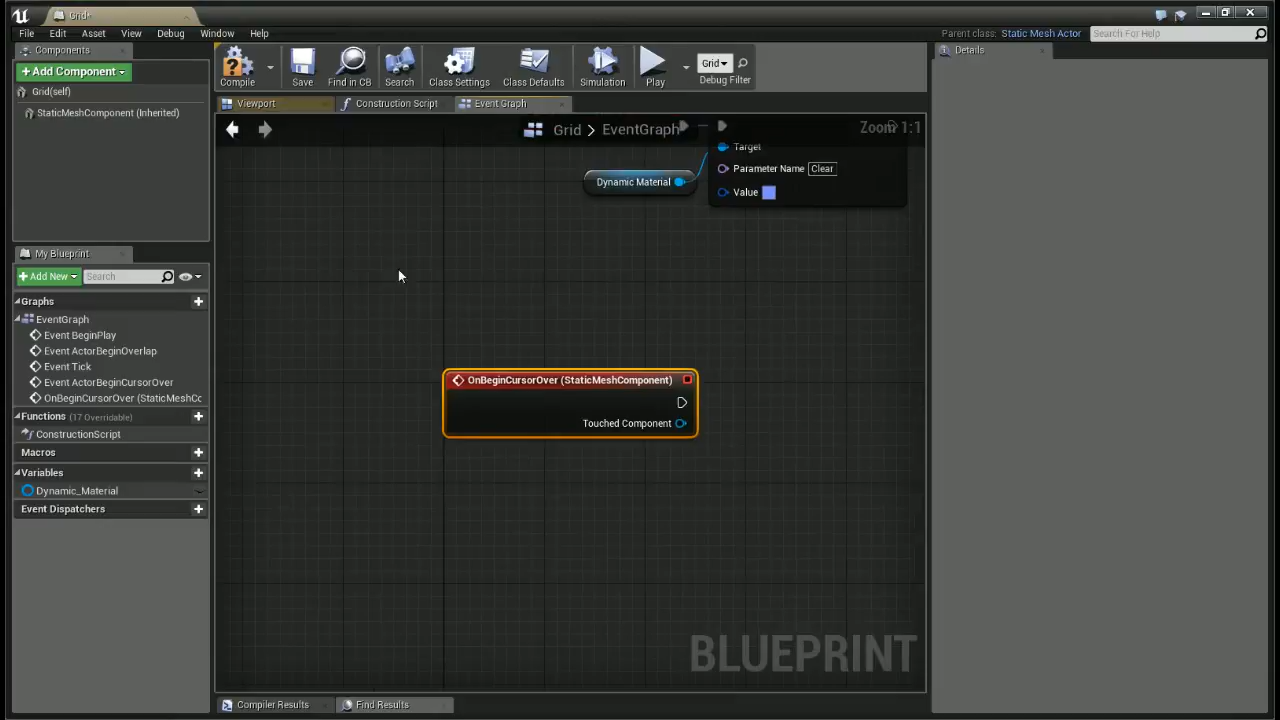 Grid*
File Edit Asset View Debug Window Help
Parent class: Static Mesh Actor Search For Help
Components
+ Add Component
Grid(self)
StaticMeshComponent (Inherited)
My Blueprint
+ Add New Search
Graphs
EventGraph
Event BeginPlay
Event ActorBeginOverlap
Event Tick
Event ActorBeginCursorOver
OnBeginCursorOver (StaticMeshCo
Functions (17 Overridable)
ConstructionScript
Macros
Variables
Dynamic_Material
Event Dispatchers
Compile Save Find in CB Search Class Settings Class Defaults Simulation Play Grid Debug Filter
Viewport Construction Script Event Graph
Grid > EventGraph Zoom 1:1
Target
Dynamic Material
Parameter Name Clear
Value
OnBeginCursorOver (StaticMeshComponent)
Touched Component
BLUEPRINT
Compiler Results Find Results
Details